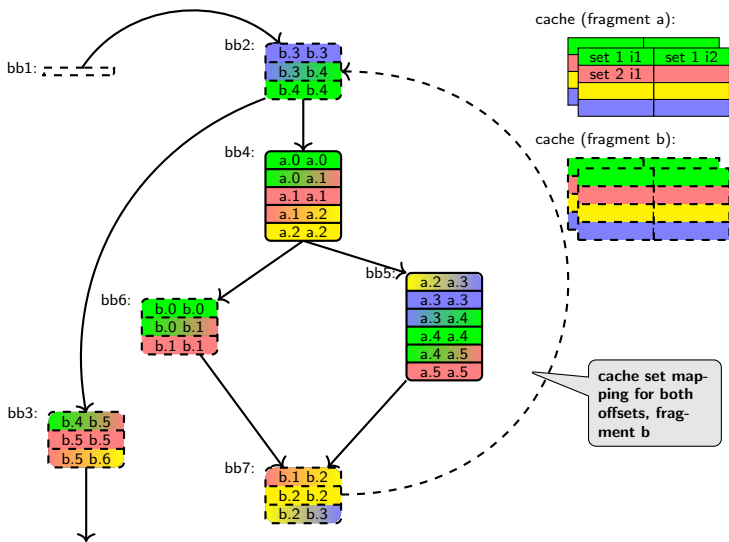 cache (fragment a):
set 1 i1 set 1 i2
set 2 i1
cache (fragment b):
bb1:
bb2:
b.3 b.3
b.3 b.4
b.4 b.4
bb4:
a.0 a.0
a.0 a.1
a.1 a.1
a.1 a.2
a.2 a.2
bb5:
a.2 a.3
a.3 a.3
a.3 a.4
a.4 a.4
a.4 a.5
a.5 a.5
bb6:
b.0 b.0
b.0 b.1
b.1 b.1
cache set map-
ping for both
offsets, frag-
ment b
bb3:
b.4 b.5
b.5 b.5
b.5 b.6
bb7:
b.1 b.2
b.2 b.2
b.2 b.3